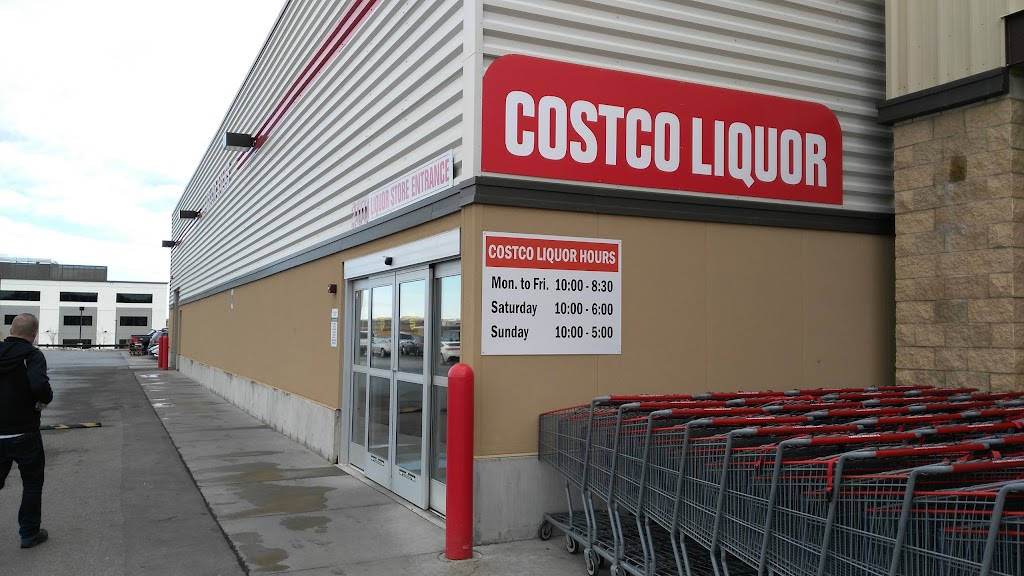 COSTCO LIQUOR
LIQUOR STORE ENTRANCE
COSTCO LIQUOR HOURS
Mon. to Fri. 10:00 - 8:30
Saturday 10:00 - 6:00
Sunday 10:00 - 5:00